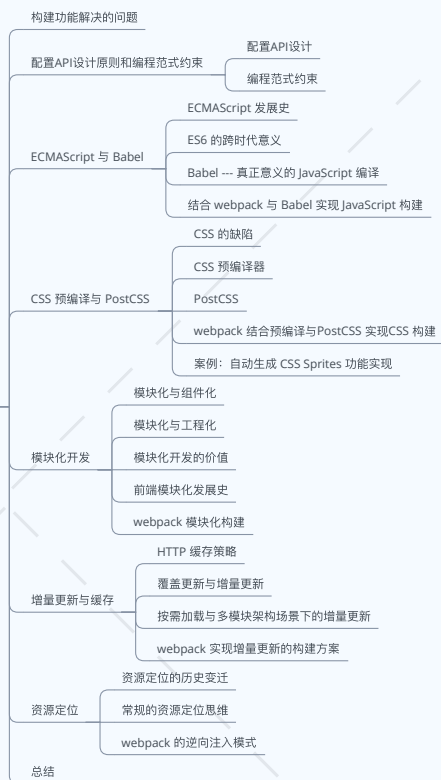 构建功能解决的问题
配置API设计原则和编程范式约束
配置API设计
编程范式约束
ECMAScript 与 Babel
ECMAScript 发展史
ES6 的跨时代意义
Babel --- 真正意义的 JavaScript 编译
结合 webpack 与 Babel 实现 JavaScript 构建
CSS 预编译与 PostCSS
CSS 的缺陷
CSS 预编译器
PostCSS
webpack 结合预编译与PostCSS 实现CSS 构建
案例：自动生成 CSS Sprites 功能实现
模块化开发
模块化与组件化
模块化与工程化
模块化开发的价值
前端模块化发展史
webpack 模块化构建
增量更新与缓存
HTTP 缓存策略
覆盖更新与增量更新
按需加载与多模块架构场景下的增量更新
webpack 实现增量更新的构建方案
资源定位
资源定位的历史变迁
常规的资源定位思维
webpack 的逆向注入模式
总结